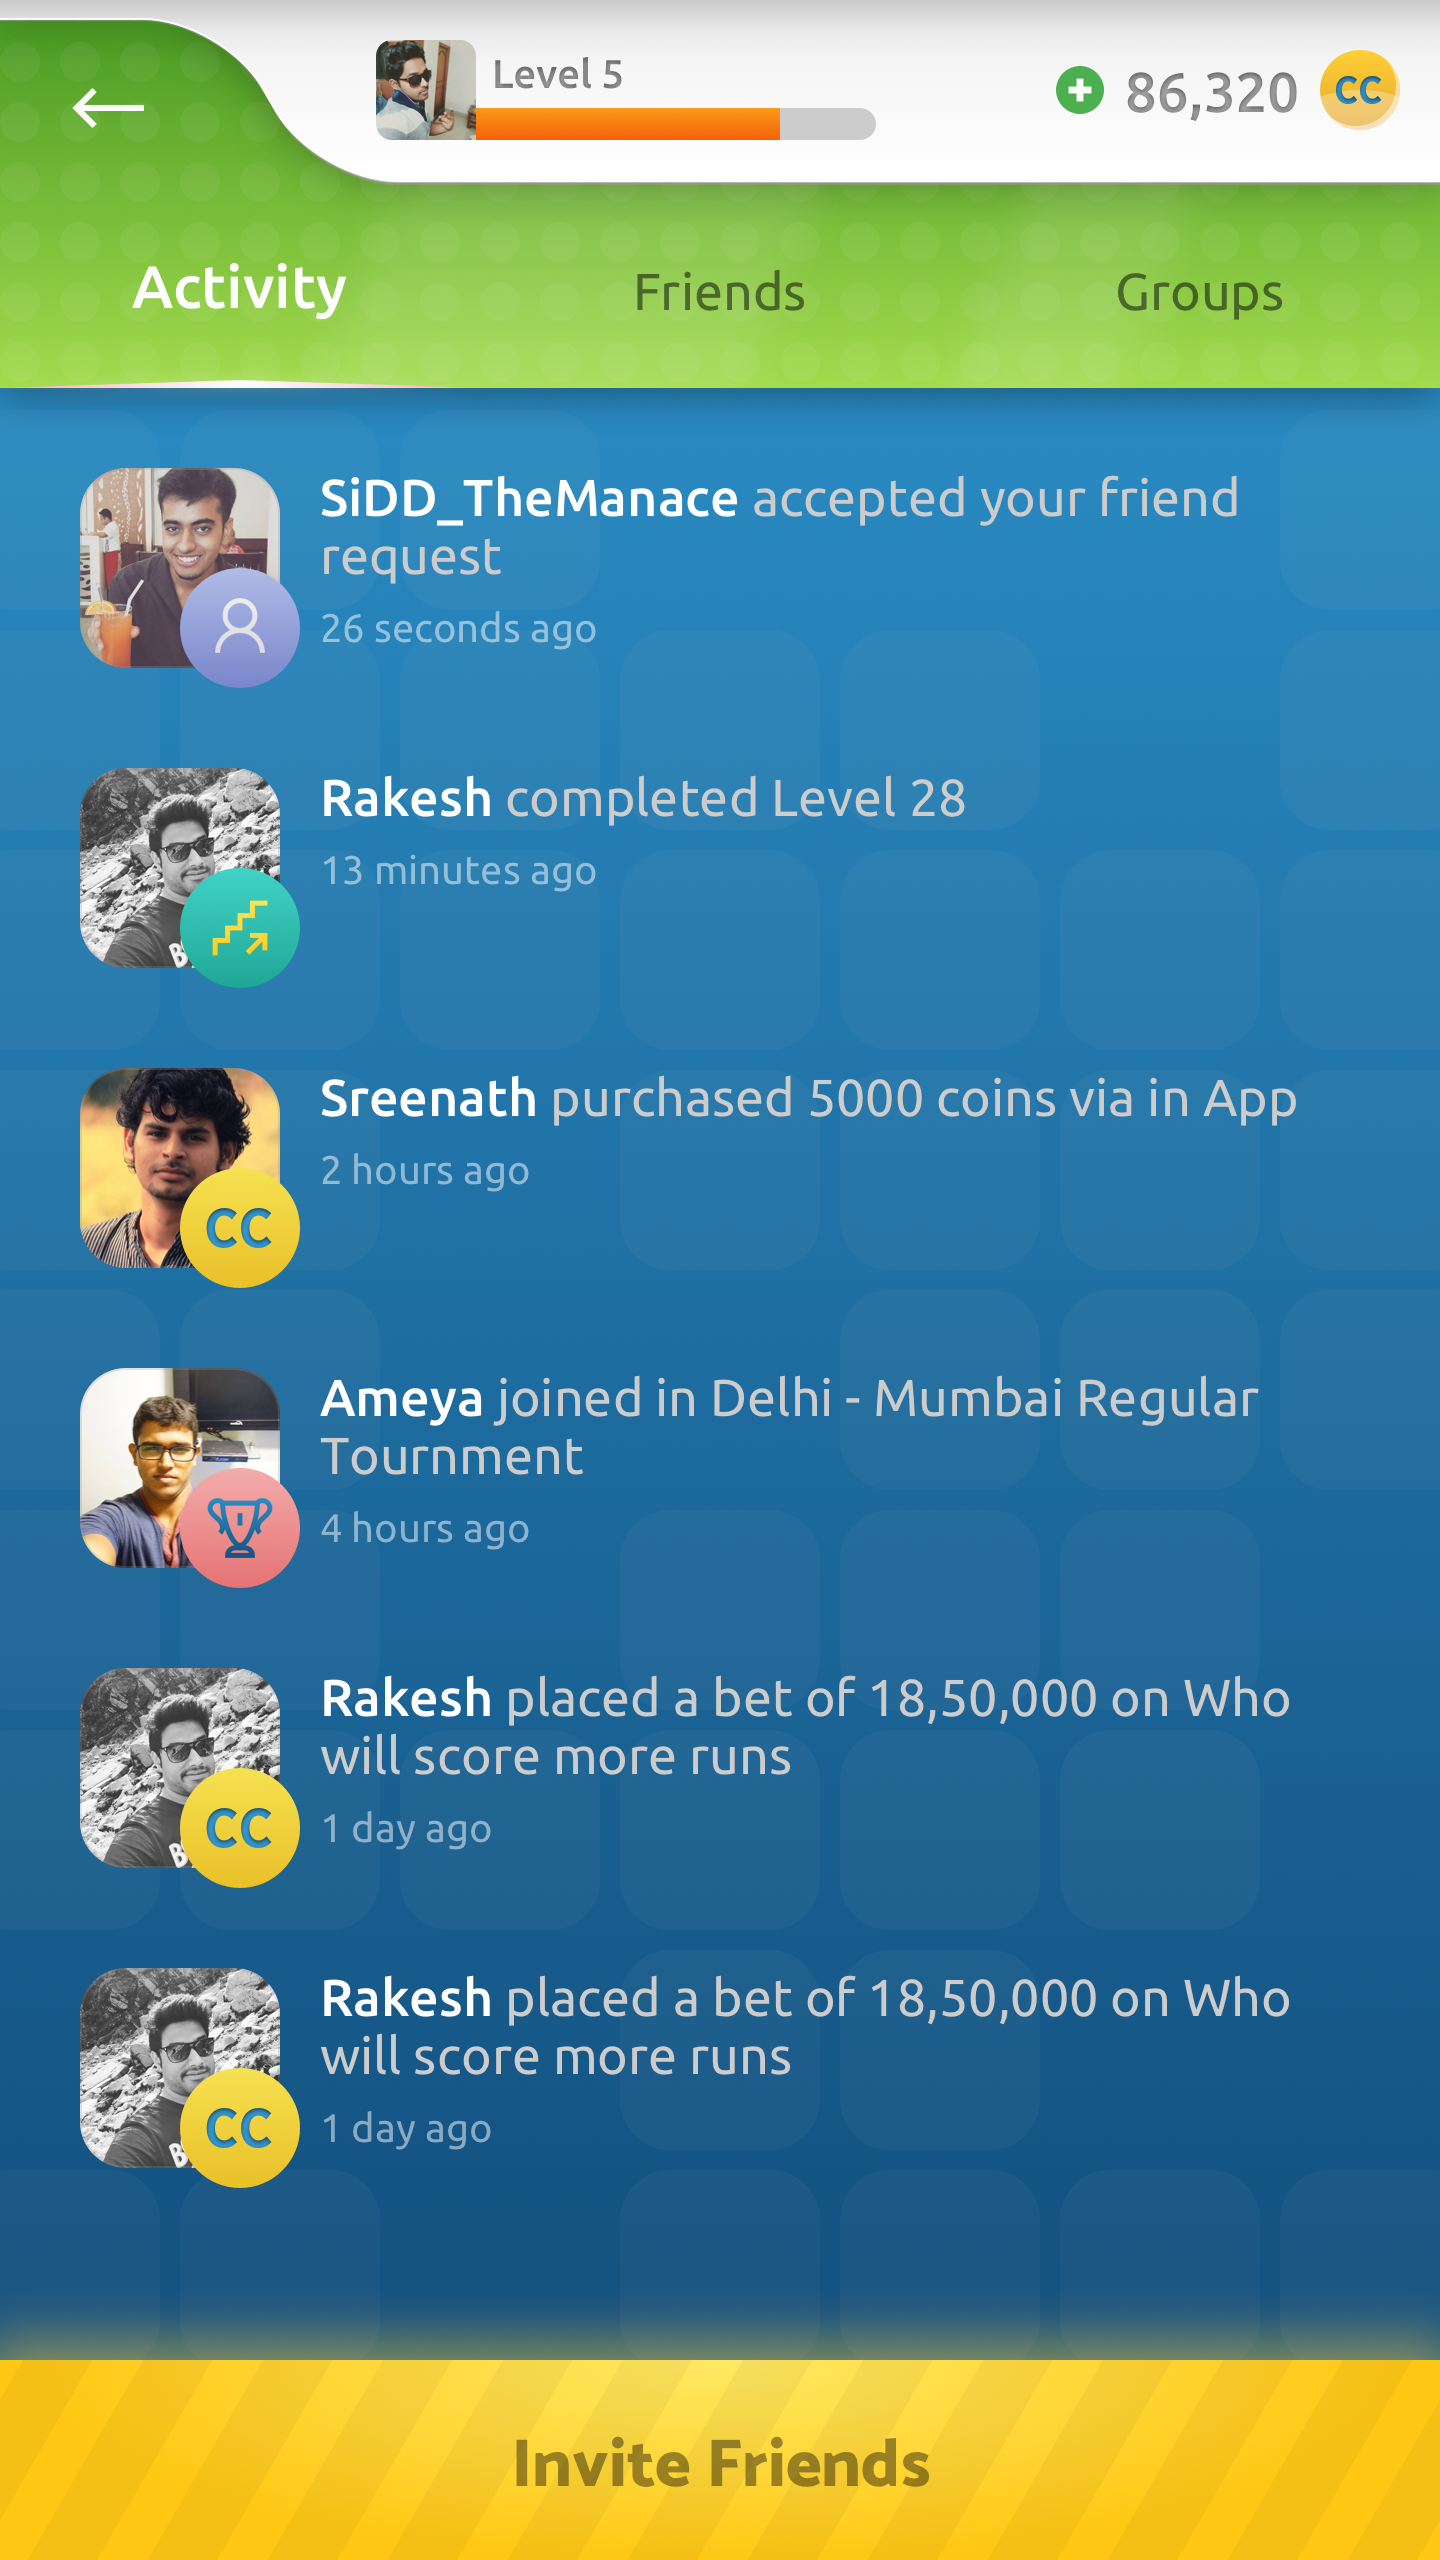 Level 5
86,320 CC
Activity
Friends
Groups
SiDD_TheManace accepted your friend
request
26 seconds ago
Rakesh completed Level 28
13 minutes ago
Sreenath purchased 5000 coins via in App
2 hours ago
CC
Ameya joined in Delhi - Mumbai Regular
Tournment
4 hours ago
Rakesh placed a bet of 18,50,000 on Who
will score more runs
1 day ago
CC
Rakesh placed a bet of 18,50,000 on Who
will score more runs
1 day ago
CC
Invite Friends